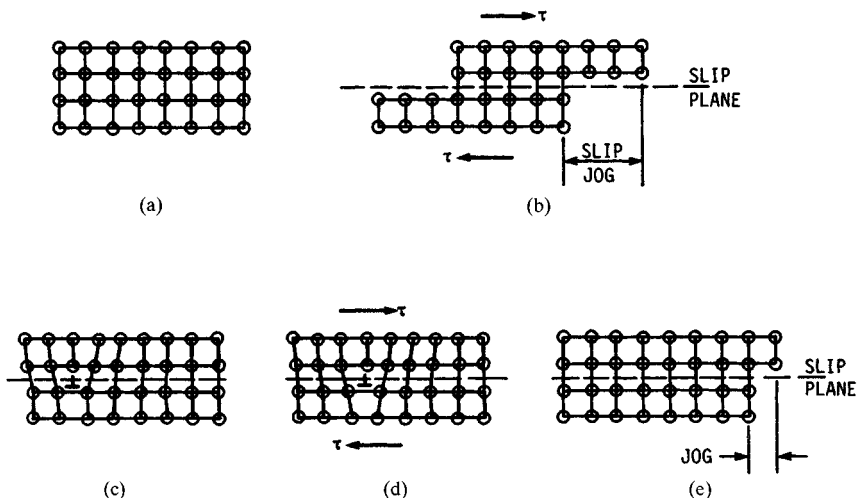 τ
SLIP
PLANE
τ
SLIP
JOG
(a)
(b)
τ
SLIP
PLANE
τ
JOG
(c)
(d)
(e)